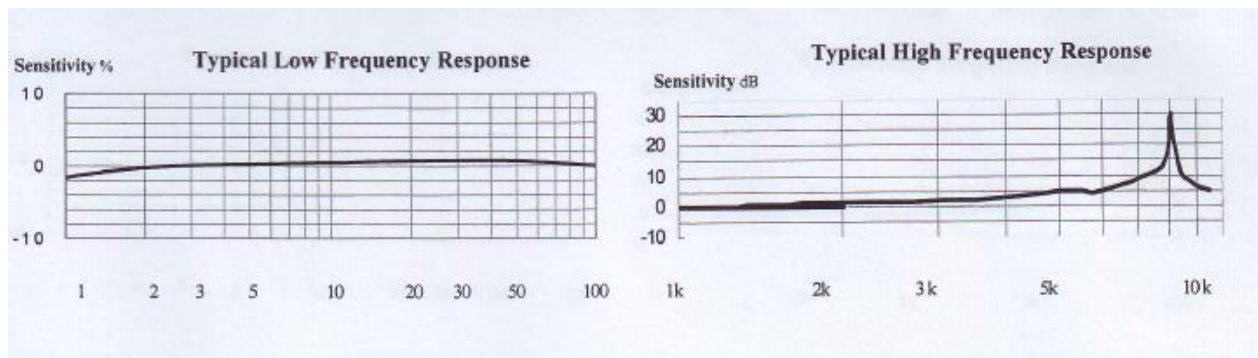 Typical Low Frequency Response
Sensitivity %
10
0
-10
1 2 3 5 10 20 30 50 100
Typical High Frequency Response
Sensitivity dB
30
20
10
0
-10
1k 2k 3k 5k 10k